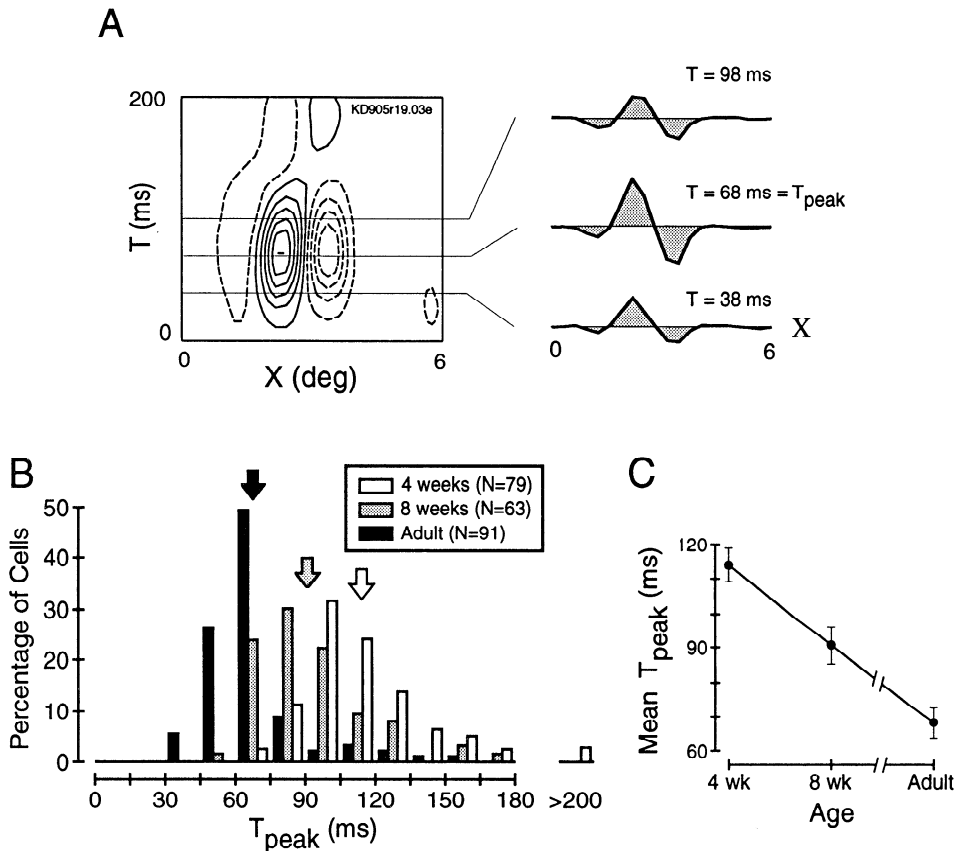 A
200
KD905r19.03e
T (ms)
0
0
6
X (deg)
T = 98 ms
T = 68 ms = Tpeak
T = 38 ms
X
0
6
B
4 weeks (N=79)
8 weeks (N=63)
Adult (N=91)
Percentage of Cells
50
40
30
20
10
0
0
30
60
90
120
150
180
>200
Tpeak (ms)
C
Mean Tpeak (ms)
120
90
60
4 wk
8 wk
Adult
Age